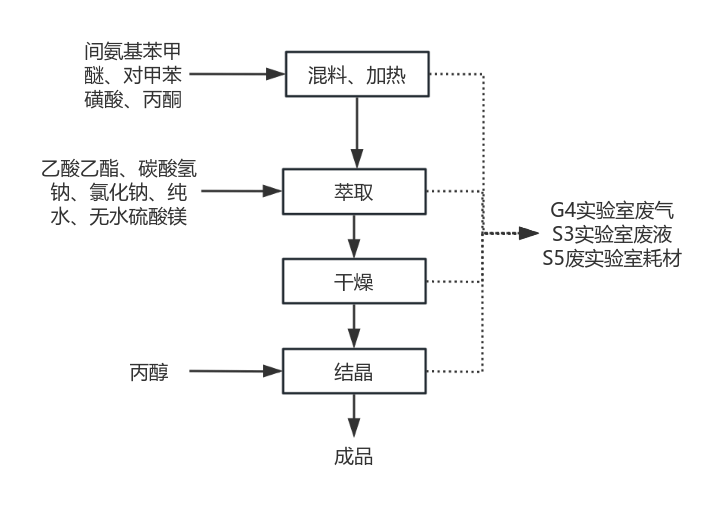 间氨基苯甲
醚、对甲苯
磺酸、丙酮
混料、加热
乙酸乙酯、碳酸氢
钠、氯化钠、纯
水、无水硫酸镁
萃取
G4实验室废气
S3实验室废液
S5废实验室耗材
干燥
丙醇
结晶
成品